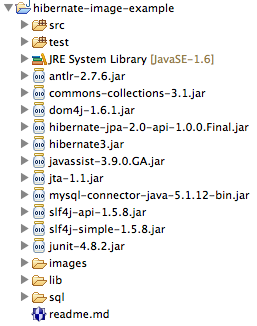 hibernate-image-example
src
test
JRE System Library [JavaSE-1.6]
antlr-2.7.6.jar
commons-collections-3.1.jar
dom4j-1.6.1.jar
hibernate-jpa-2.0-api-1.0.0.Final.jar
hibernate3.jar
javassist-3.9.0.GA.jar
jta-1.1.jar
mysql-connector-java-5.1.12-bin.jar
slf4j-api-1.5.8.jar
slf4j-simple-1.5.8.jar
junit-4.8.2.jar
images
lib
sql
readme.md